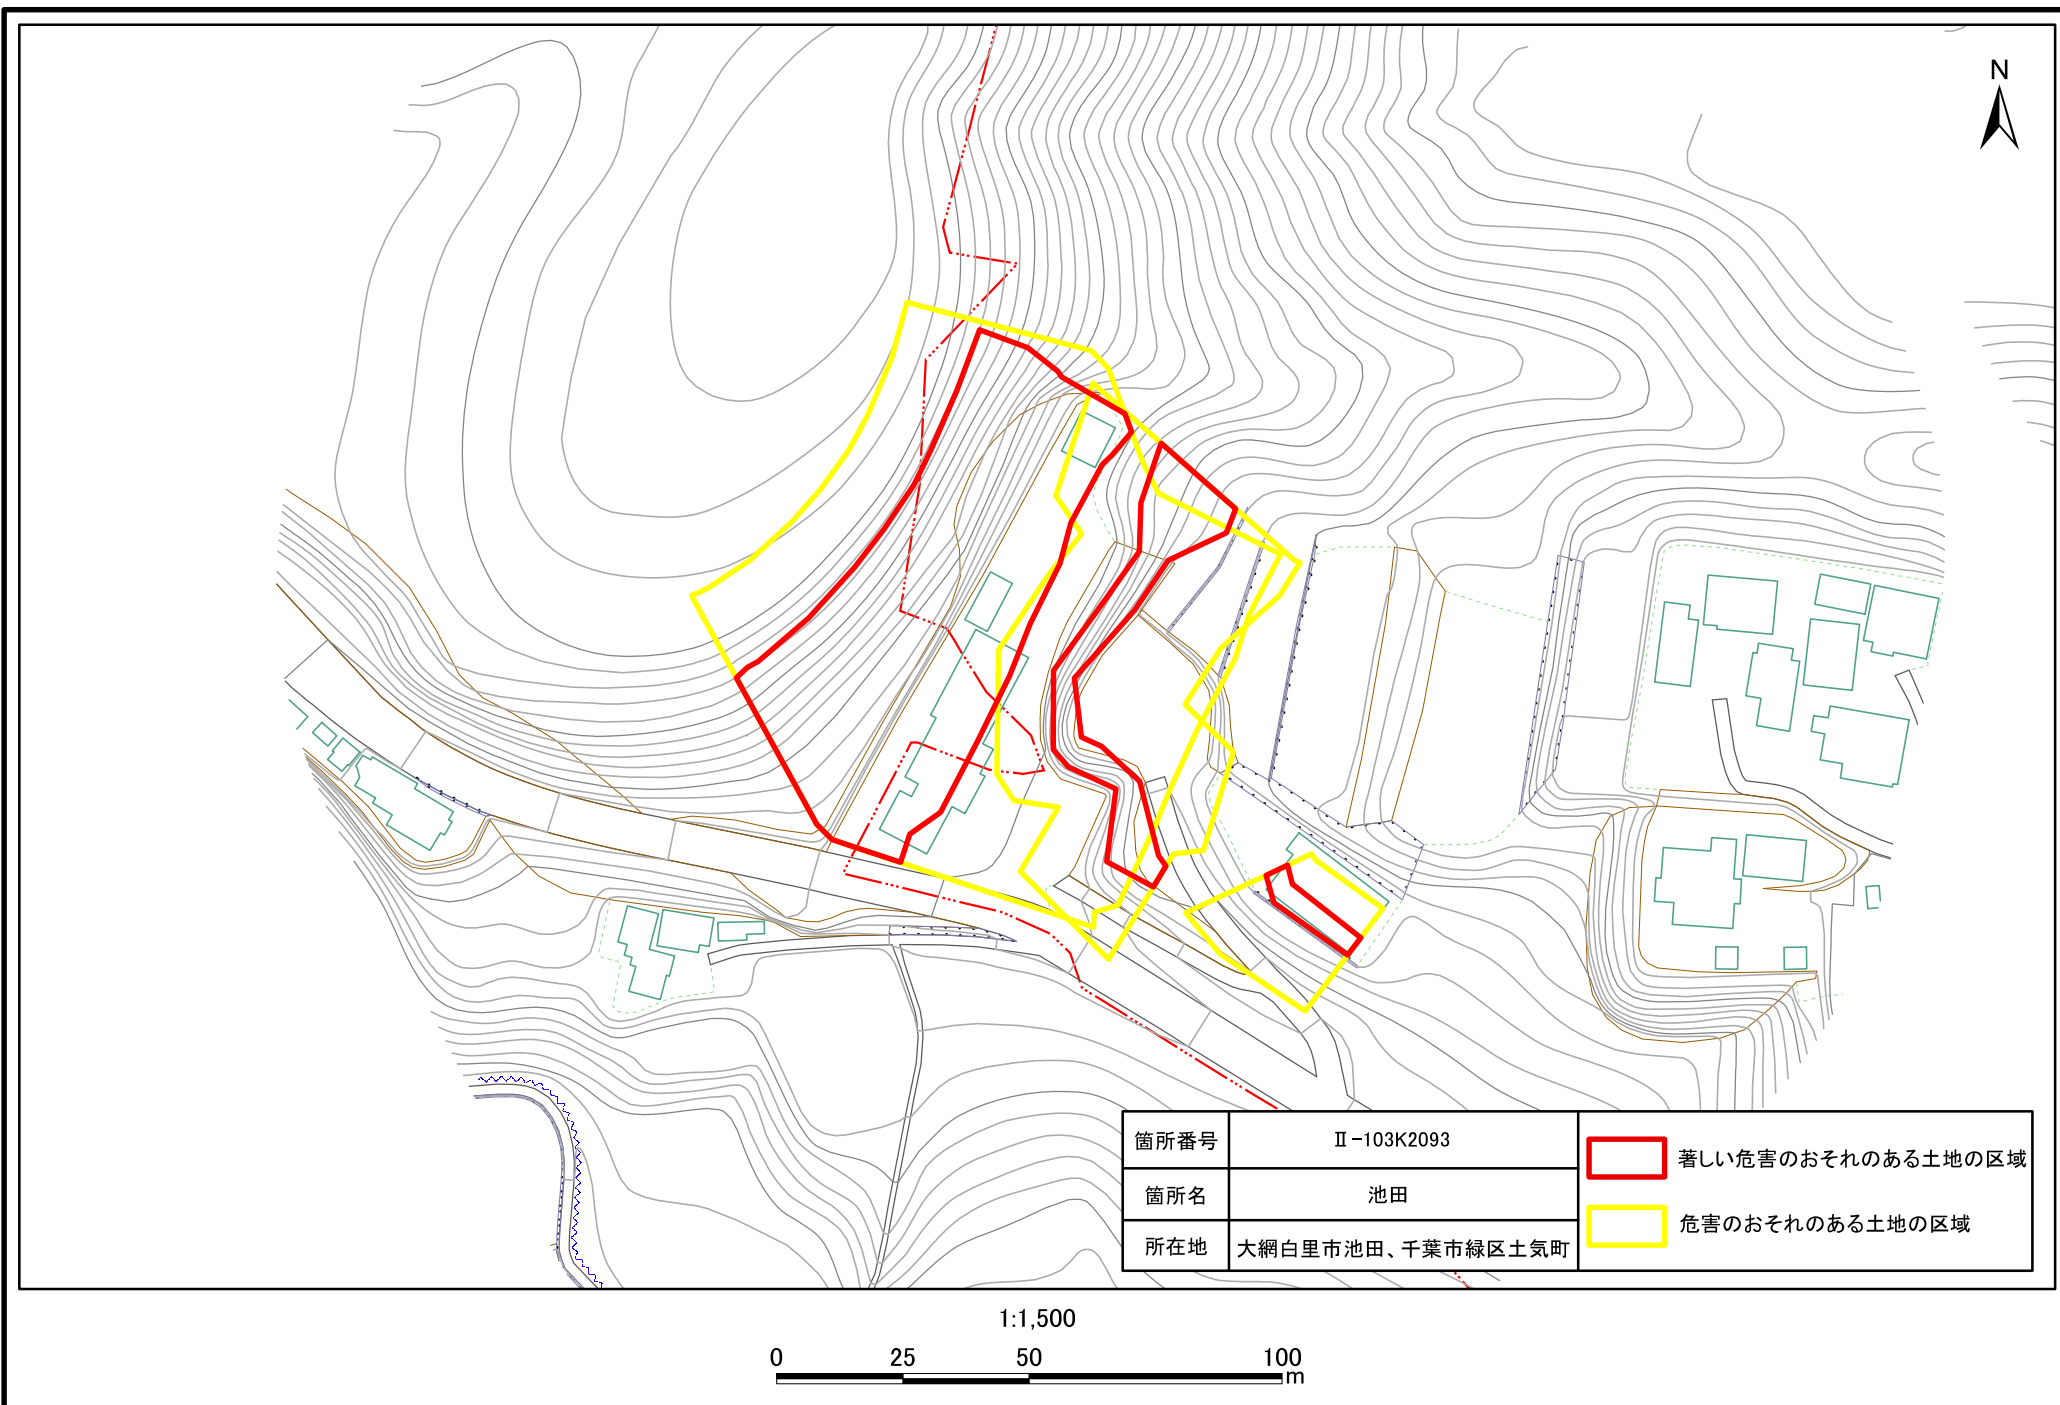 N
箇所番号 Ⅱ-103K2093
箇所名 池田
所在地 大網白里市池田、千葉市緑区土気町
著しい危害のおそれのある土地の区域
危害のおそれのある土地の区域
1:1,500
0 25 50 100
m